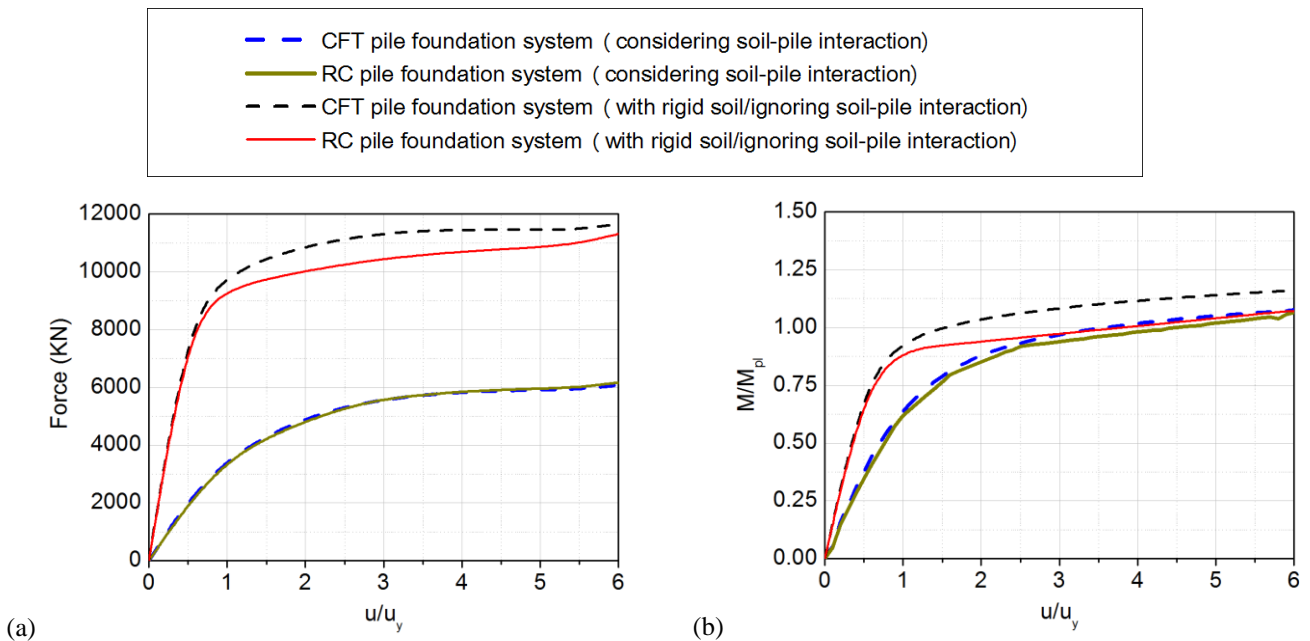 CFT pile foundation system ( considering soil-pile interaction)
RC pile foundation system ( considering soil-pile interaction)
CFT pile foundation system ( with rigid soil/ignoring soil-pile interaction)
RC pile foundation system ( with rigid soil/ignoring soil-pile interaction)
12000
10000
8000
6000
4000
2000
0
Force (KN)
0 1 2 3 4 5 6
u/u_y
(a)
1.50
1.25
1.00
0.75
0.50
0.25
0.00
M/M_pl
0 1 2 3 4 5 6
u/u_y
(b)